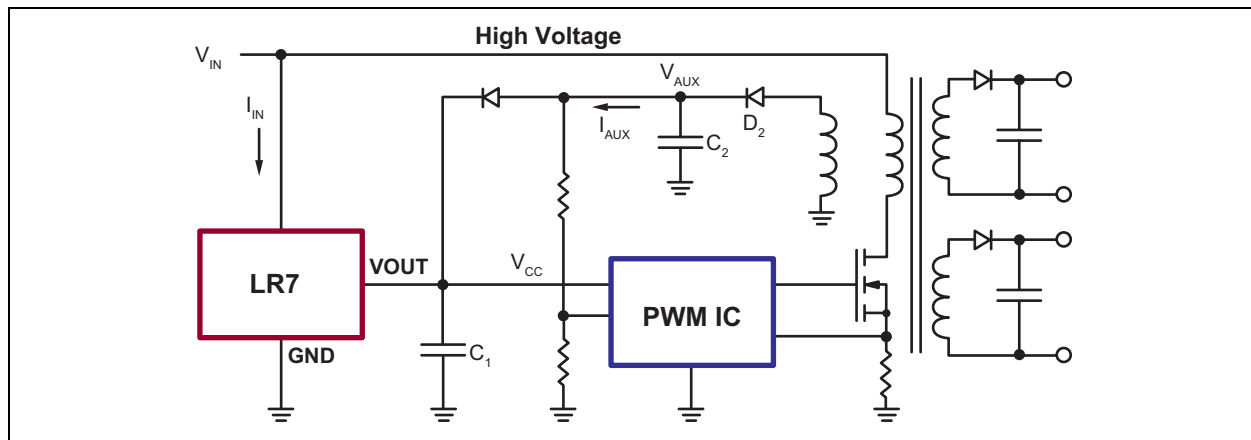 High Voltage
V_IN
V_AUX
I_IN
I_AUX
D_2
C_2
LR7
VOUT
V_CC
PWM IC
GND
C_1